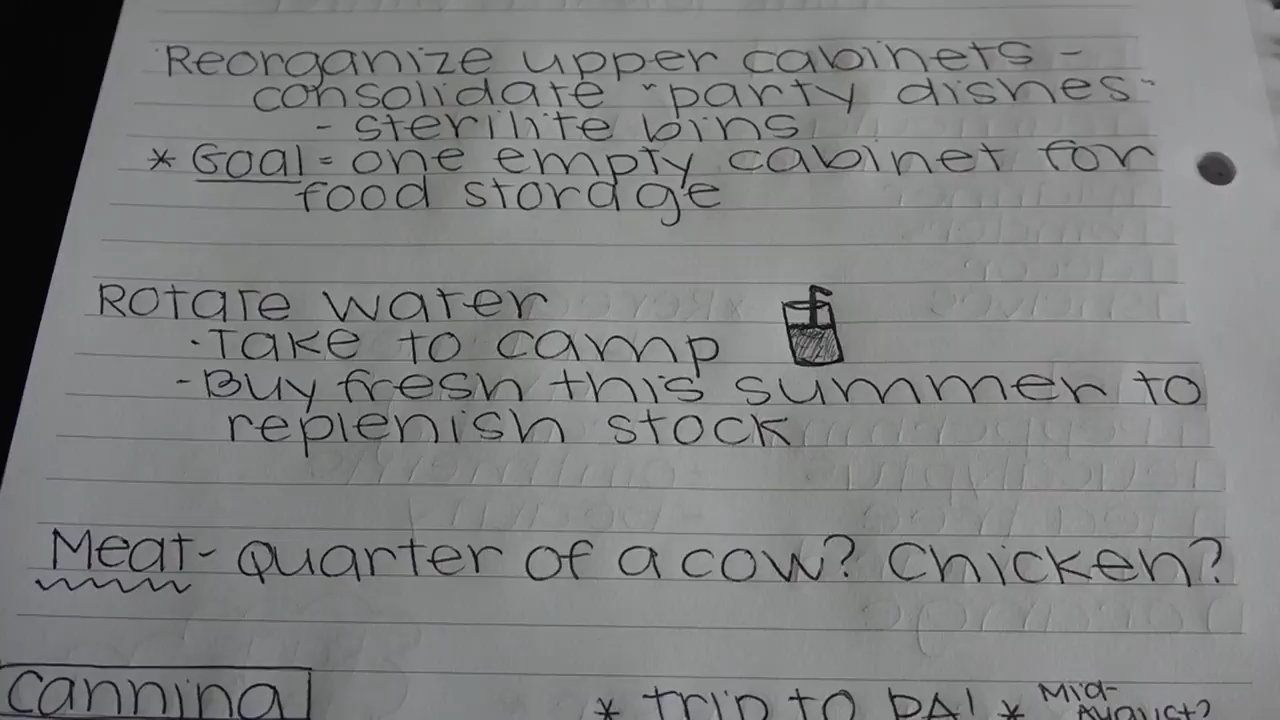 Reorganize upper cabinets -
consolidate "party dishes"
- sterilite bins
* Goal = one empty cabinet for
food storage
Rotate water
· Take to camp
- Buy fresh this summer to
replenish stock
Meat - quarter of a cow? Chicken?
canning
* trip to PA! * Mid-
August?